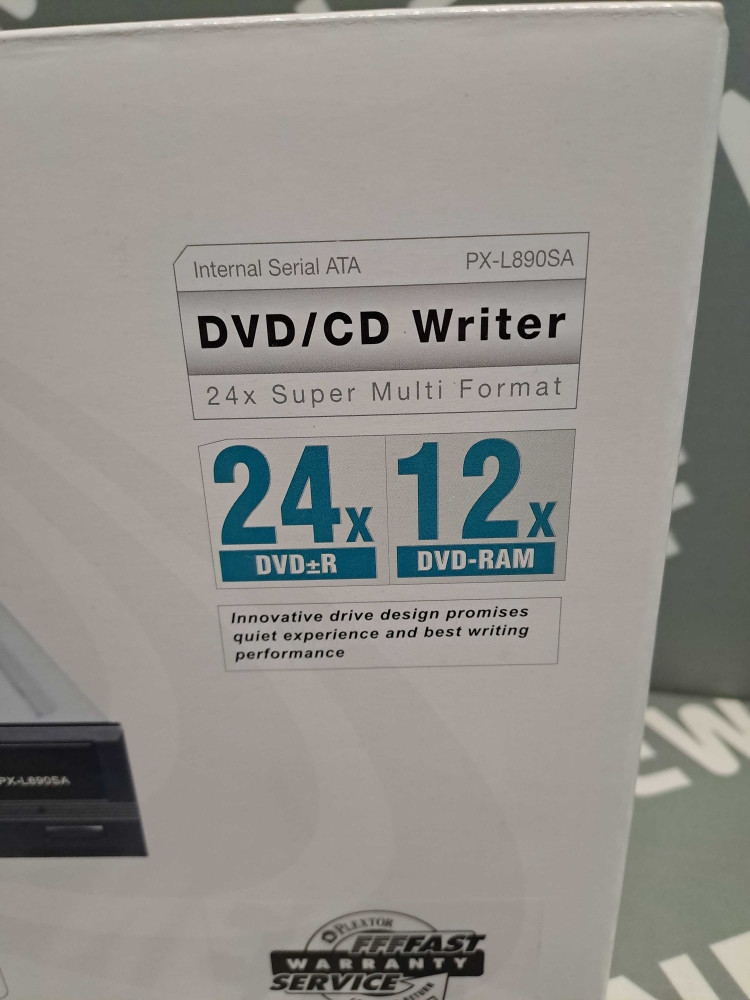 Internal Serial ATA PX-L890SA
DVD/CD Writer
24x Super Multi Format
24x 12x
DVD±R DVD-RAM
Innovative drive design promises
quiet experience and best writing
performance
PX-L890SA
PLEXTOR
FFFFAST
WARRANTY
SERVICE
RETURN